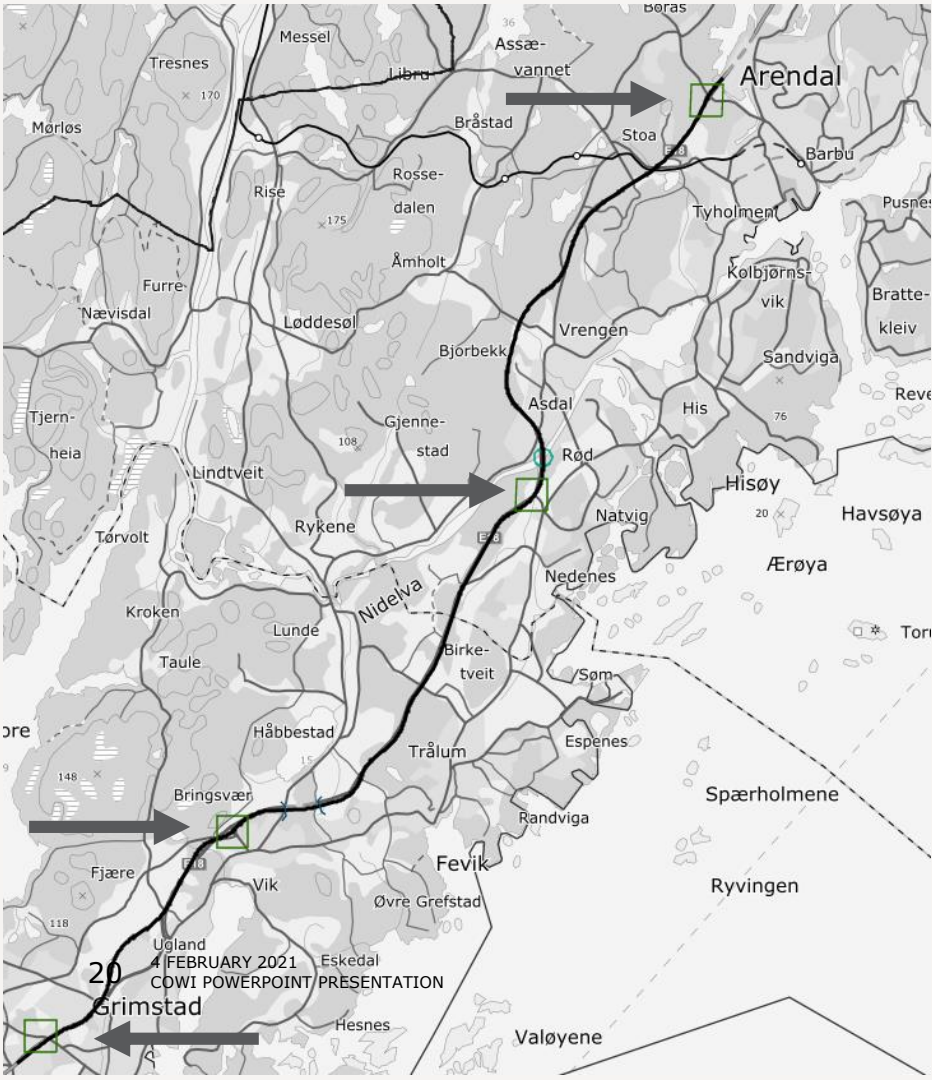 Boras
Messel
36
Assæ-
vannet
Arendal
Tresnes
170
Libru
Mørløs
Bråstad
Stoa
E18
Barbu
Rosse-
dalen
Rise
175
Tyholmen
Pusnes
Åmholt
Kolbjørns-
vik
Furre
Nævisdal
Løddesøl
Bratte-
kleiv
Vrengen
Bjorbekk
Sandviga
Reve
Asdal
His
76
Tjern-
heia
Gjenne-
stad
108
Rød
Lindtveit
Hisøy
20
Havsøya
Natvig
Rykene
E18
Tørvolt
Ærøya
Nedenes
Nidelva
Kroken
Lunde
Toru
Birke-
tveit
Taule
Søm
Håbbestad
ore
Espenes
Trålum
15
9
148
Bringsvær
Spærholmene
Randviga
E18
Fevik
Fjære
Vik
Ryvingen
Øvre Grefstad
118
Ugland
Eskedal
20
4 FEBRUARY 2021
COWI POWERPOINT PRESENTATION
Grimstad
Hesnes
Valøyene